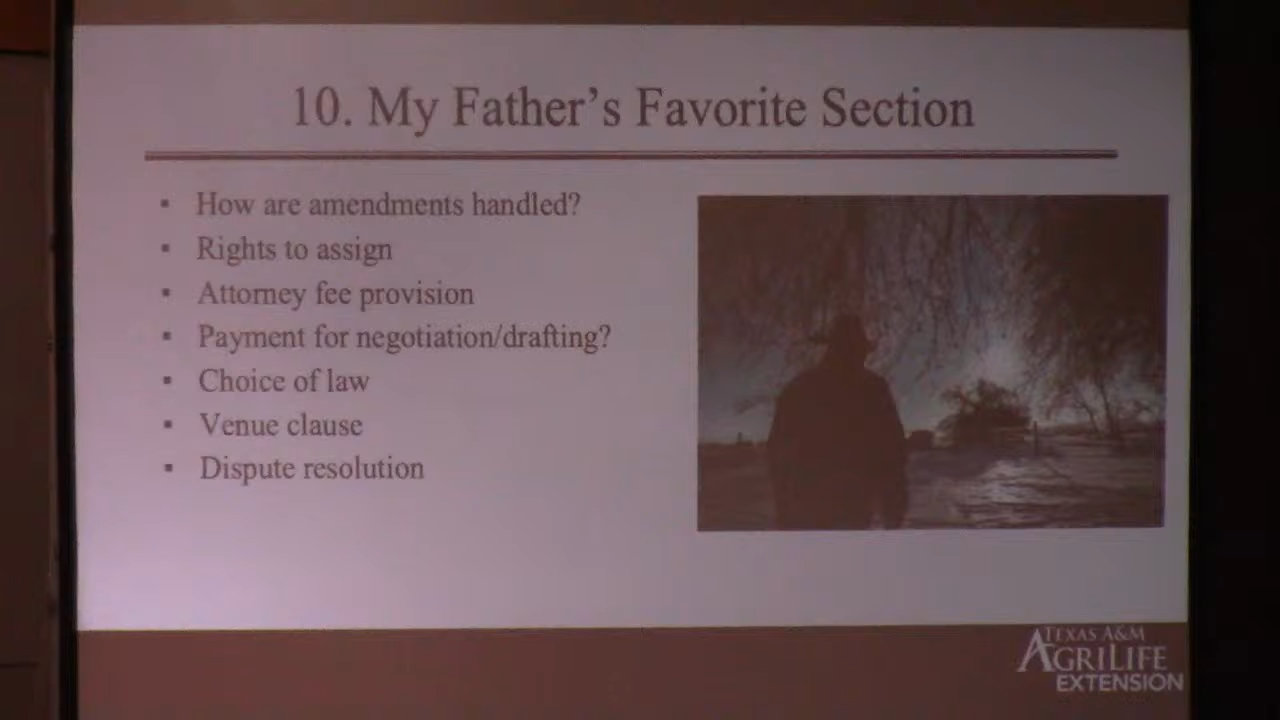 10. My Father's Favorite Section
▪ How are amendments handled?
▪ Rights to assign
▪ Attorney fee provision
▪ Payment for negotiation/drafting?
▪ Choice of law
▪ Venue clause
▪ Dispute resolution
TEXAS A&M
AGRILIFE
EXTENSION